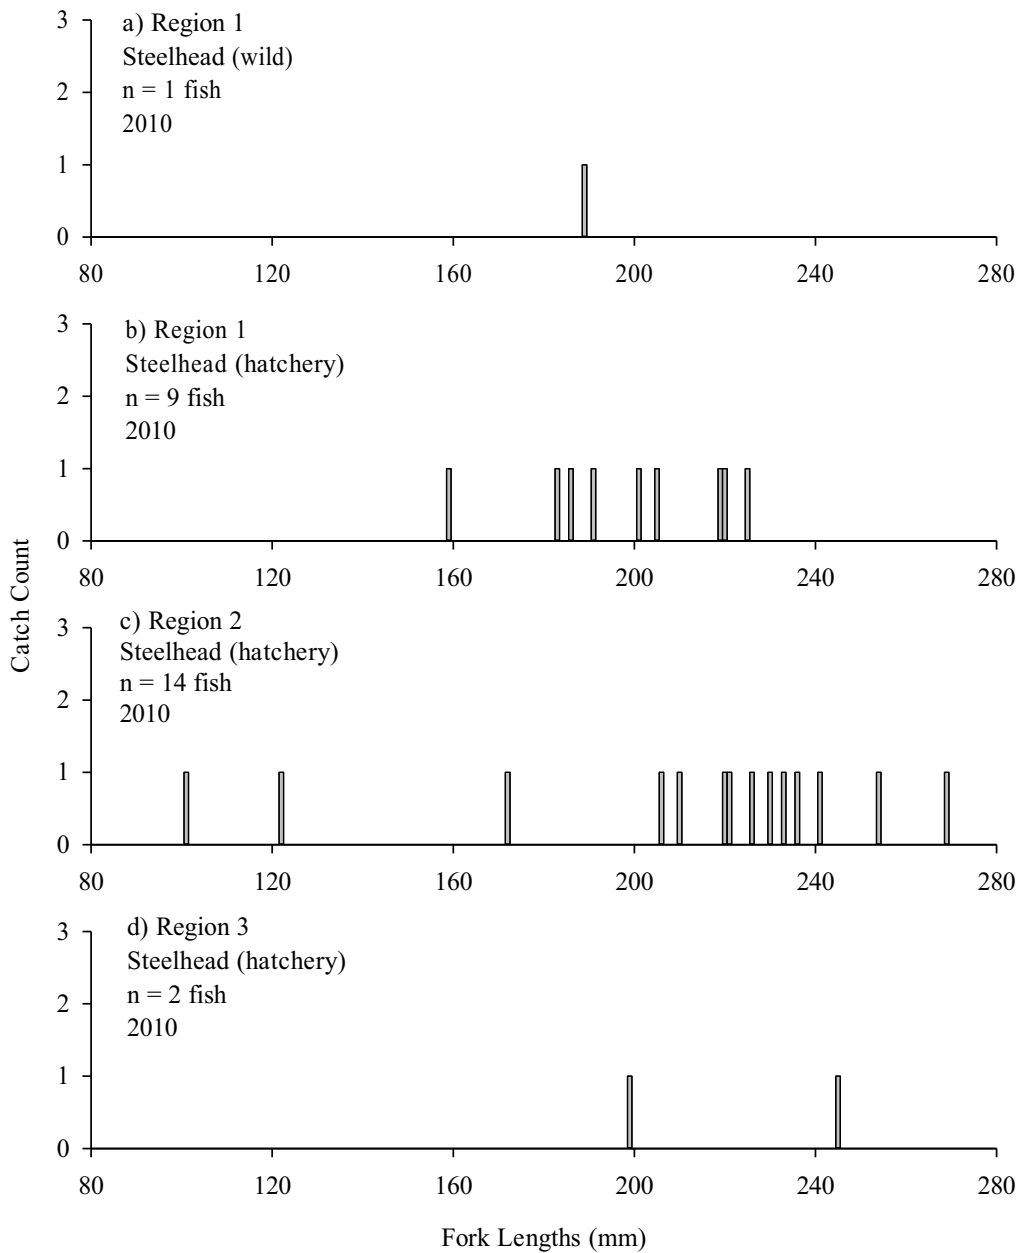 3
2
1
0
a) Region 1
Steelhead (wild)
n = 1 fish
2010
80 120 160 200 240 280
3
2
1
0
b) Region 1
Steelhead (hatchery)
n = 9 fish
2010
80 120 160 200 240 280
Catch Count
3
2
1
0
c) Region 2
Steelhead (hatchery)
n = 14 fish
2010
80 120 160 200 240 280
3
2
1
0
d) Region 3
Steelhead (hatchery)
n = 2 fish
2010
80 120 160 200 240 280
Fork Lengths (mm)